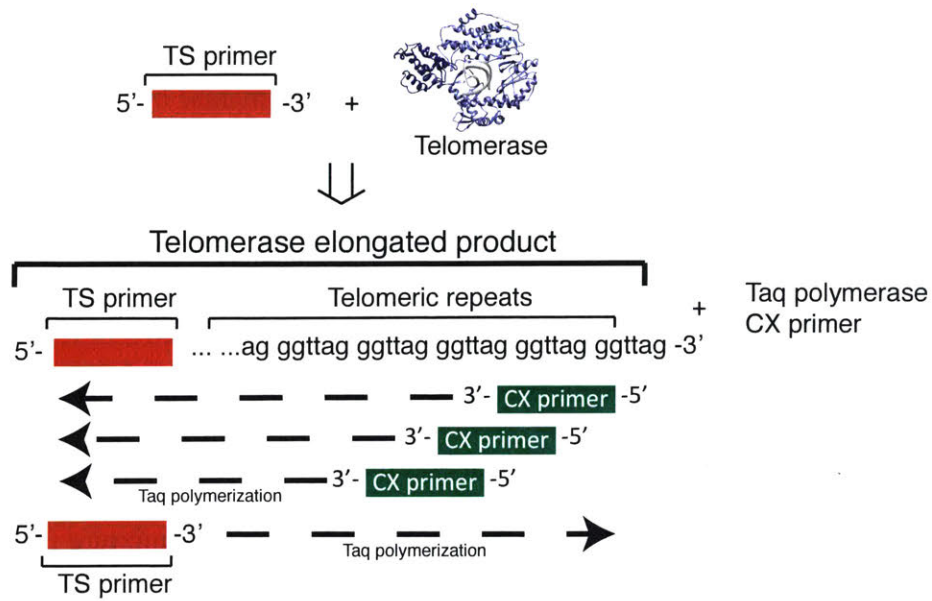 TS primer
5'- -3' +
Telomerase
Telomerase elongated product
TS primer
Telomeric repeats
+ Taq polymerase
CX primer
5'- ... ...ag ggttag ggttag ggttag ggttag ggttag -3'
3'- CX primer -5'
3'- CX primer -5'
3'- CX primer -5'
Taq polymerization
5'- -3'
Taq polymerization
TS primer